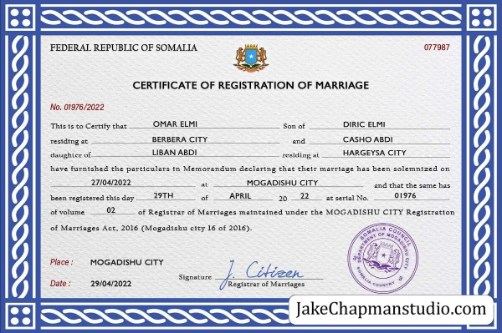 FEDERAL REPUBLIC OF SOMALIA 077987
CERTIFICATE OF REGISTRATION OF MARRIAGE
No. 01976/2022
This is to Certify that OMAR ELMI Son of DIRIC ELMI
residing at BERBERA CITY and CASHO ABDI
daughter of LIBAN ABDI residing at HARGEYSA CITY
have furnished the particulars in Memorandum declaring that their marriage has been solemnized on
27/04/2022 at MOGADISHU CITY and that the same has
been registered this day 29TH of APRIL 20 22 at serial No. 01976
of volume 02 of Registrar of Marriages maintained under the MOGADISHU CITY Registration
of Marriages Act, 2016 (Mogadishu city 16 of 2016).
Place : MOGADISHU CITY
Signature J. Citizen
Registrar of Marriages
Date : 29/04/2022
SOMALIA COUNCIL
DEPARTMENT OF MOGADISHU CITY
JakeChapmanstudio.com